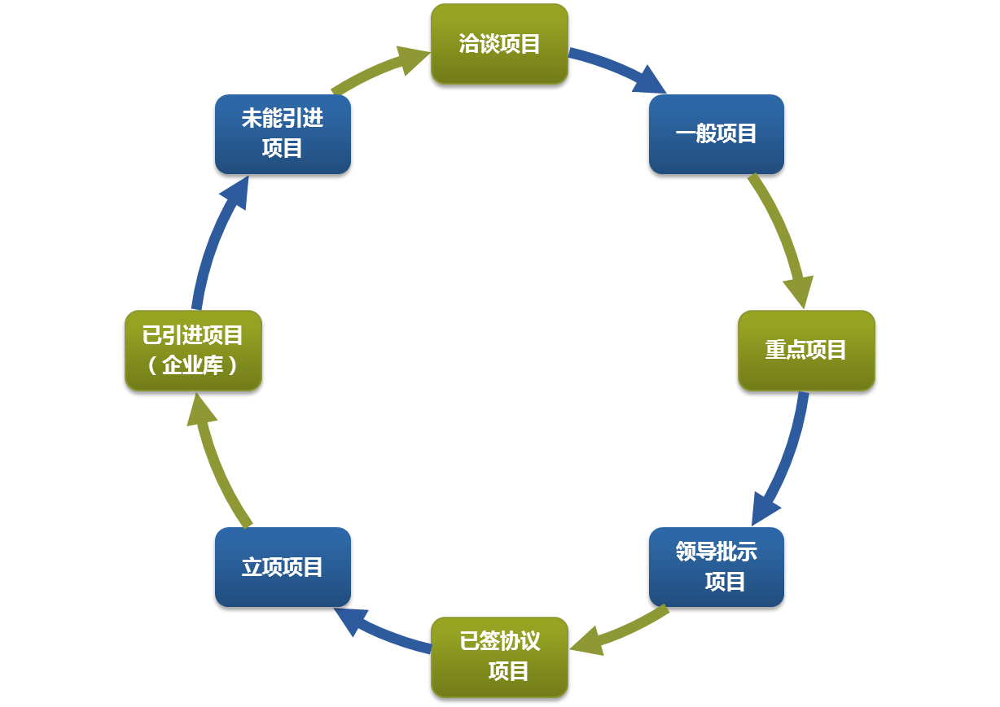 洽谈项目
一般项目
重点项目
领导批示
项目
已签协议
项目
立项项目
已引进项目
（企业库）
未能引进
项目